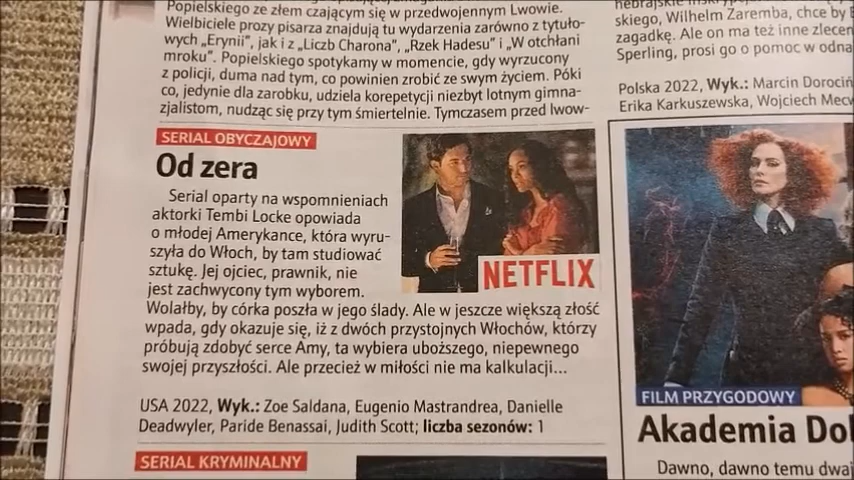 Popielskiego ze złem czającym się w przedwojennym Lwowie.
Wielbiciele prozy pisarza znajdują tu wydarzenia zarówno z tytuło-
wych „Erynii”, jak i z „Liczb Charona”, „Rzek Hadesu” i „W otchłani
mroku”. Popielskiego spotykamy w momencie, gdy wyrzucony
z policji, duma nad tym, co powinien zrobić ze swym życiem. Póki
co, jedynie dla zarobku, udziela korepetycji niezbyt lotnym gimna-
zjalistom, nudząc się przy tym śmiertelnie. Tymczasem przed lwow-
SERIAL OBYCZAJOWY
Od zera
Serial oparty na wspomnieniach
aktorki Tembi Locke opowiada
o młodej Amerykance, która wyru-
szyła do Włoch, by tam studiować
sztukę. Jej ojciec, prawnik, nie
jest zachwycony tym wyborem.
Wolałby, by córka poszła w jego ślady. Ale w jeszcze większą złość
wpada, gdy okazuje się, iż z dwóch przystojnych Włochów, którzy
próbują zdobyć serce Amy, ta wybiera uboższego, niepewnego
swojej przyszłości. Ale przecież w miłości nie ma kalkulacji...
NETFLIX
USA 2022, Wyk.: Zoe Saldana, Eugenio Mastrandrea, Danielle
Deadwyler, Paride Benassai, Judith Scott; liczba sezonów: 1
SERIAL KRYMINALNY
skiego, Wilhelm Zaremba, chce by
zagadkę. Ale on ma też inne zlecen
Sperling, prosi go o pomoc w odna
Polska 2022, Wyk.: Marcin Dorociń
Erika Karkuszewska, Wojciech Mecw
FILM PRZYGODOWY
Akademia Dob
Dawno, dawno temu dwaj